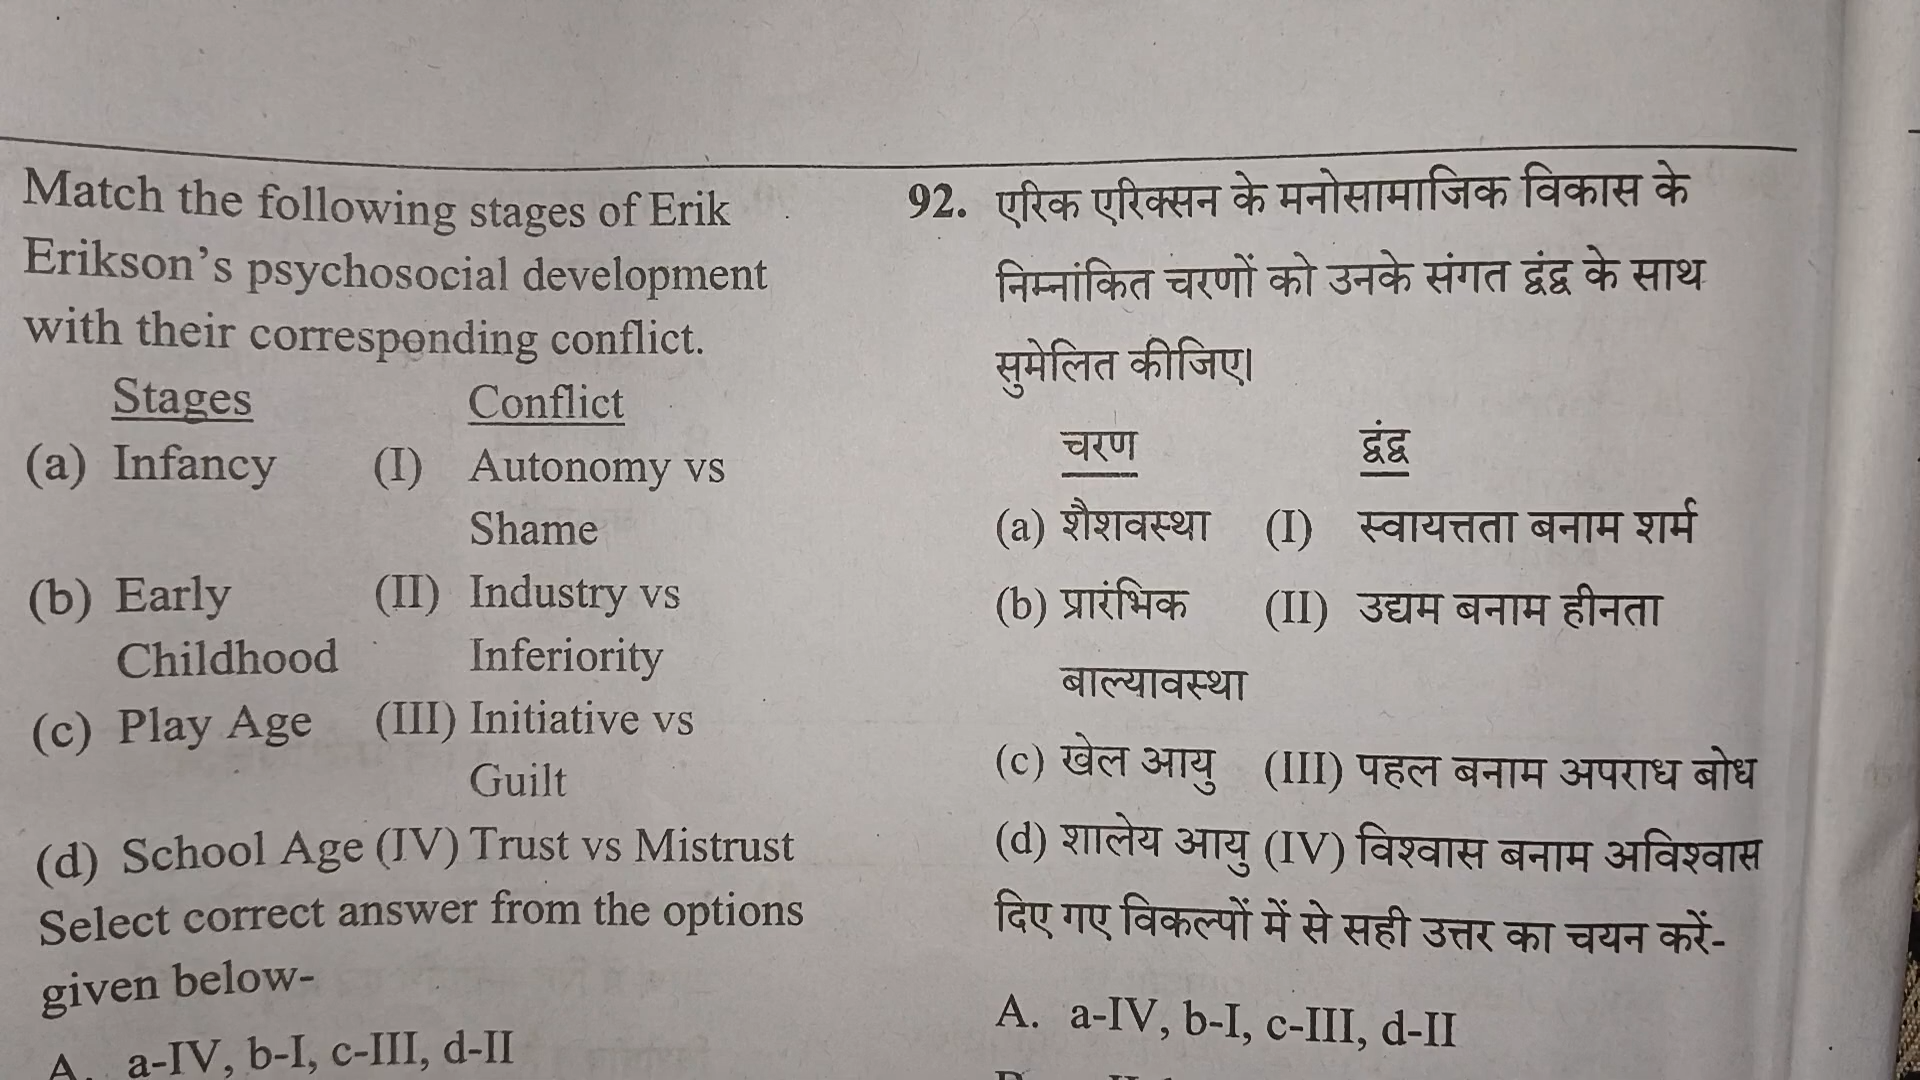 Match the following stages of Erik
Erikson's psychosocial development
with their corresponding conflict.
Stages Conflict
(a) Infancy (I) Autonomy vs
Shame
(b) Early (II) Industry vs
Childhood Inferiority
(c) Play Age (III) Initiative vs
Guilt
(d) School Age (IV) Trust vs Mistrust
Select correct answer from the options
given below-
A. a-IV, b-I, c-III, d-II
92. एरिक एरिक्सन के मनोसामाजिक विकास के
निम्नांकित चरणों को उनके संगत द्वंद्व के साथ
सुमेलित कीजिए।
चरण द्वंद्व
(a) शैशवस्था (I) स्वायत्तता बनाम शर्म
(b) प्रारंभिक (II) उद्यम बनाम हीनता
बाल्यावस्था
(c) खेल आयु (III) पहल बनाम अपराध बोध
(d) शालेय आयु (IV) विश्वास बनाम अविश्वास
दिए गए विकल्पों में से सही उत्तर का चयन करें-
A. a-IV, b-I, c-III, d-II